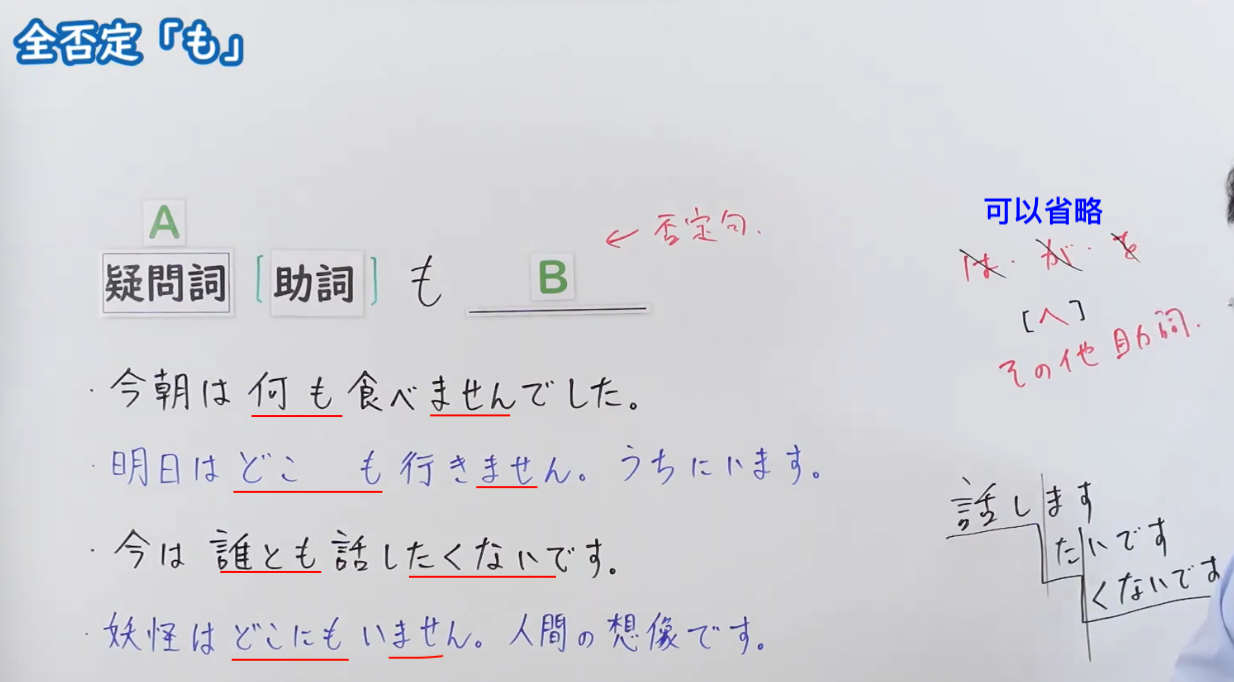 全否定「も」
A
疑問詞 [助詞] も B ← 否定句.
・今朝は 何も 食べませんでした。
・明日は どこ も 行きません。うちにいます。
・今は 誰とも 話したくないです。
・妖怪は どこにも いません。人間の想像です。
可以省略
は・が・を
[へ]
その他助詞.
話します
たいです
くないです